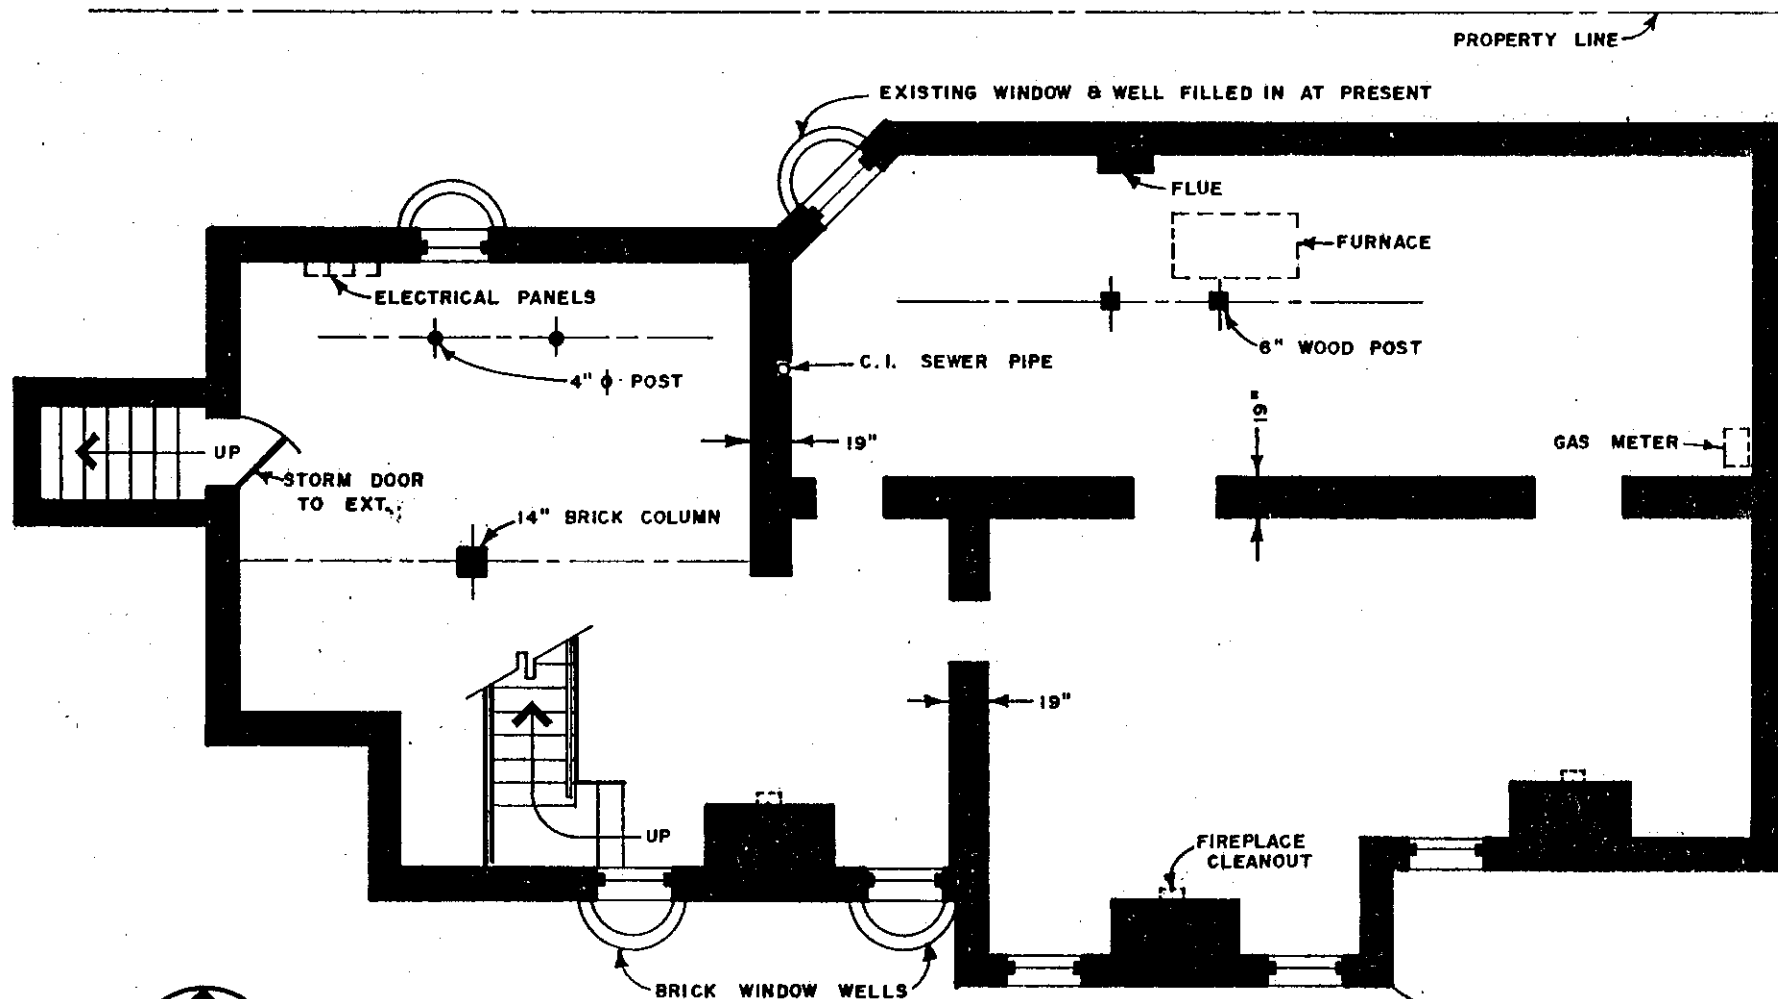 PROPERTY LINE
EXISTING WINDOW & WELL FILLED IN AT PRESENT
FLUE
FURNACE
ELECTRICAL PANELS
6" WOOD POST
C.I. SEWER PIPE
4" ϕ POST
19"
19"
GAS METER
UP
STORM DOOR
TO EXT.
14" BRICK COLUMN
19"
UP
FIREPLACE
CLEANOUT
BRICK WINDOW WELLS